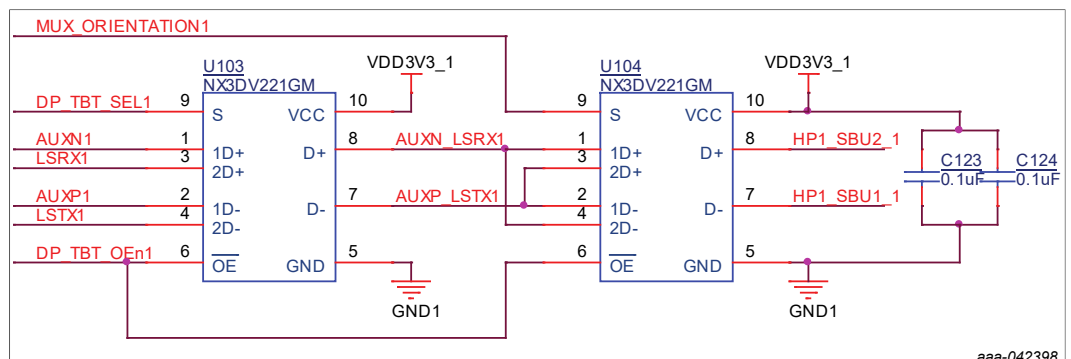 MUX_ORIENTATION1
U103
NX3DV221GM
VDD3V3_1
U104
NX3DV221GM
VDD3V3_1
DP_TBT_SEL1 9 S VCC 10
9 S VCC 10
AUXN1 1 1D+ D+ 8 AUXN_LSRX1
1 1D+ D+ 8 HP1_SBU2_1
LSRX1 3 2D+
3 2D+
C123 0.1uF
C124 0.1uF
AUXP1 2 1D- D- 7 AUXP_LSTX1
2 1D- D- 7 HP1_SBU1_1
LSTX1 4 2D-
4 2D-
DP_TBT_OEn1 6 OE GND 5
6 OE GND 5
GND1
GND1
aaa-042398